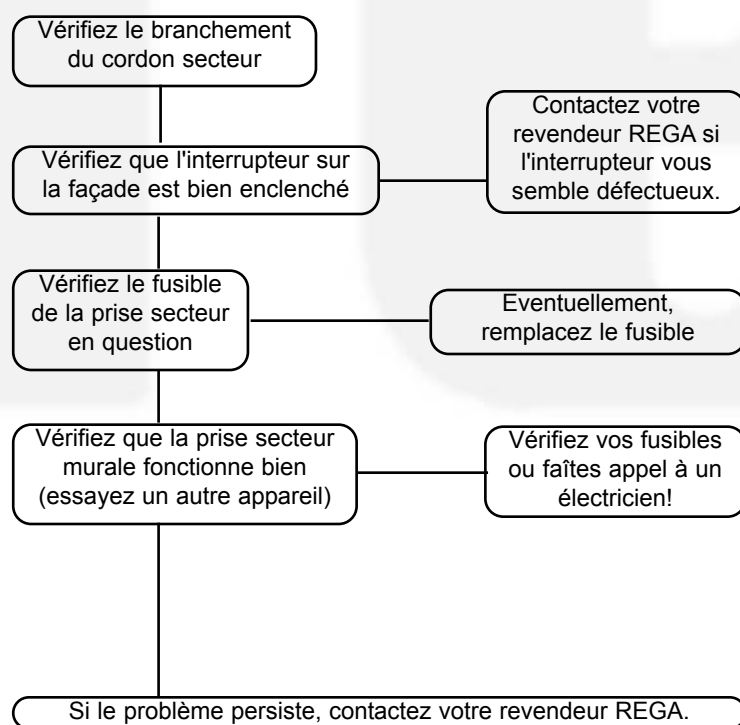 Vérifiez le branchement
du cordon secteur
Vérifiez que l'interrupteur sur
la façade est bien enclenché
Contactez votre
revendeur REGA si
l'interrupteur vous
semble défectueux.
Vérifiez le fusible
de la prise secteur
en question
Eventuellement,
remplacez le fusible
Vérifiez que la prise secteur
murale fonctionne bien
(essayez un autre appareil)
Vérifiez vos fusibles
ou faîtes appel à un
électricien!
Si le problème persiste, contactez votre revendeur REGA.